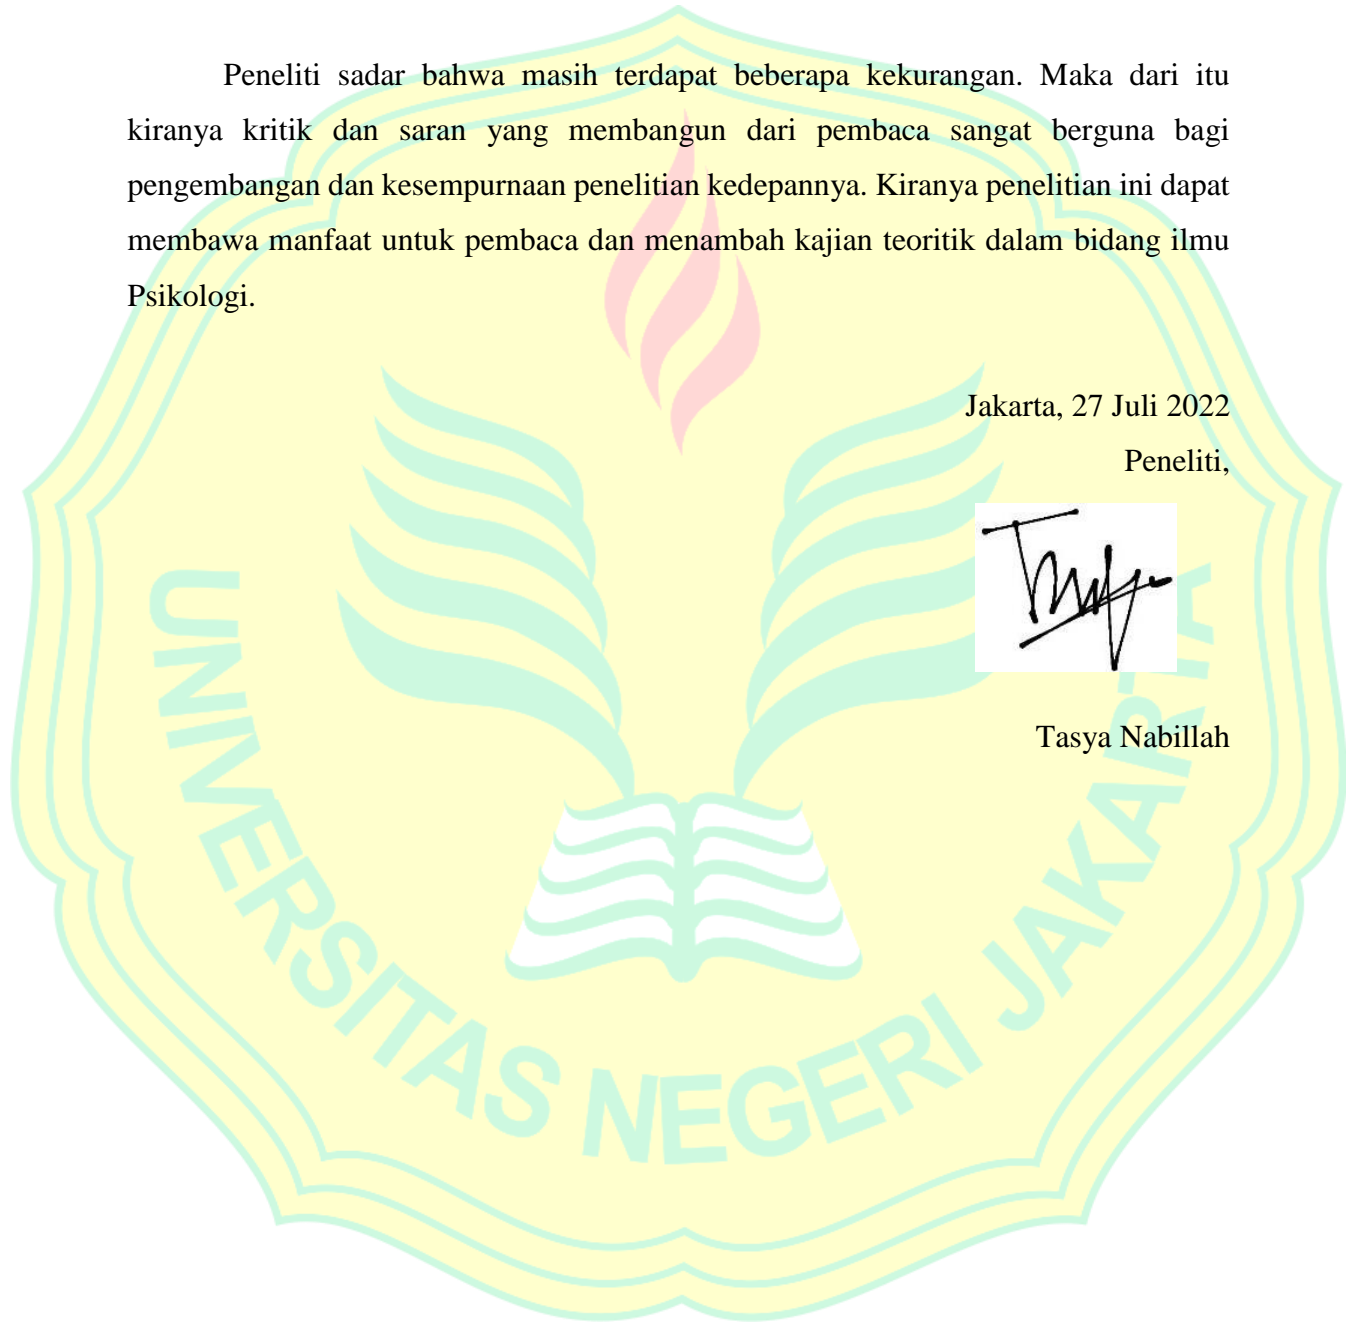 Peneliti sadar bahwa masih terdapat beberapa kekurangan. Maka dari itu
kiranya kritik dan saran yang membangun dari pembaca sangat berguna bagi
pengembangan dan kesempurnaan penelitian kedepannya. Kiranya penelitian ini dapat
membawa manfaat untuk pembaca dan menambah kajian teoritik dalam bidang ilmu
Psikologi.
Jakarta, 27 Juli 2022
Peneliti,
Tasya Nabillah
UNIVERSITAS NEGERI JAKARTA